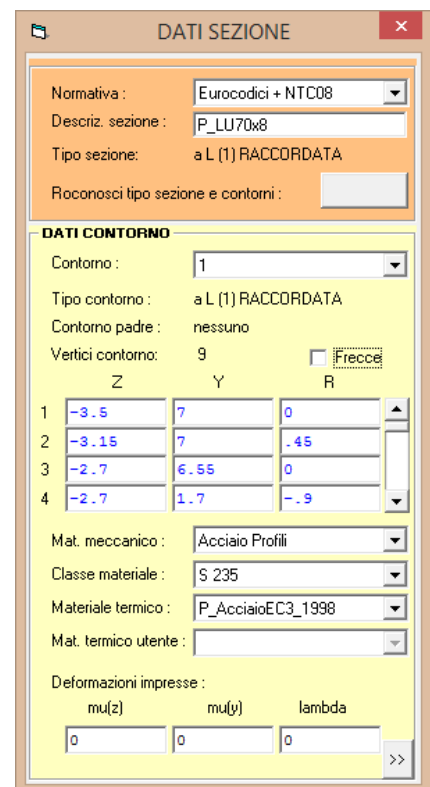 DATI SEZIONE
Normativa : Eurocodici + NTC08
Descriz. sezione : P_LU70x8
Tipo sezione: a L (1) RACCORDATA
Roconosci tipo sezione e contorni :
DATI CONTORNO
Contorno : 1
Tipo contorno : a L (1) RACCORDATA
Contorno padre : nessuno
Vertici contorno: 9 Frecce
Z Y R
1 -3.5 7 0
2 -3.15 7 .45
3 -2.7 6.55 0
4 -2.7 1.7 -.9
Mat. meccanico : Acciaio Profili
Classe materiale : S 235
Materiale termico : P_AcciaioEC3_1998
Mat. termico utente :
Deformazioni impresse :
mu(z) mu(y) lambda
0 0 0
>>